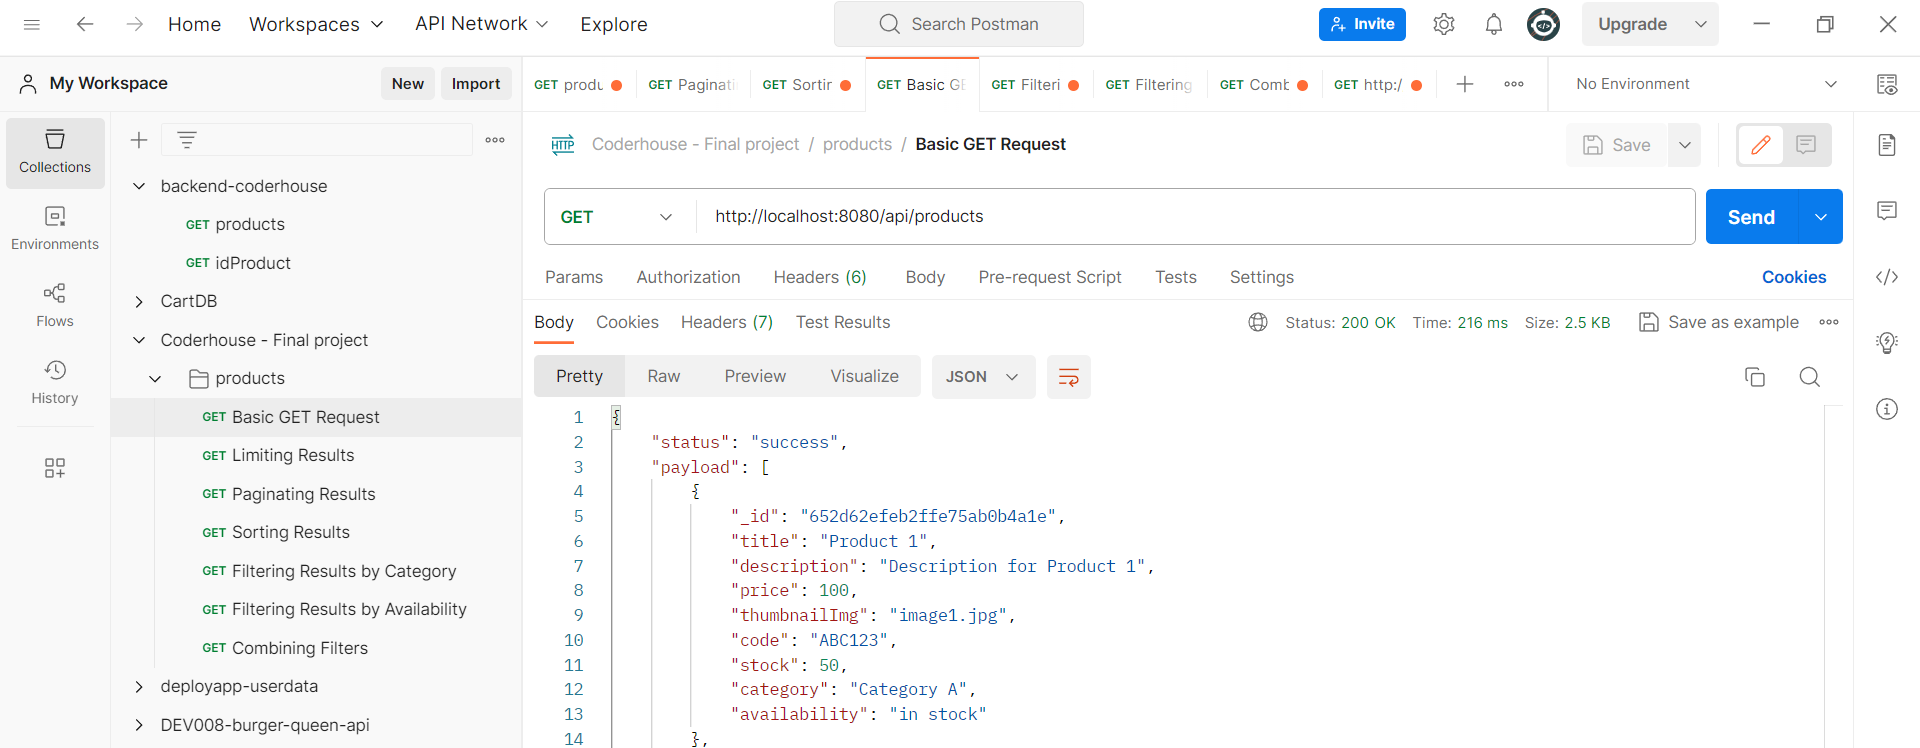 Home Workspaces API Network Explore Search Postman Invite Upgrade
My Workspace New Import
GET produ GET Paginati GET Sortin GET Basic GE GET Filteri GET Filtering GET Comb GET http:/ No Environment
Collections
Environments
Flows
History
backend-coderhouse
GET products
GET idProduct
CartDB
Coderhouse - Final project
products
GET Basic GET Request
GET Limiting Results
GET Paginating Results
GET Sorting Results
GET Filtering Results by Category
GET Filtering Results by Availability
GET Combining Filters
deployapp-userdata
DEV008-burger-queen-api
HTTP Coderhouse - Final project / products / Basic GET Request Save
GET http://localhost:8080/api/products Send
Params Authorization Headers (6) Body Pre-request Script Tests Settings Cookies
Body Cookies Headers (7) Test Results Status: 200 OK Time: 216 ms Size: 2.5 KB Save as example
Pretty Raw Preview Visualize JSON
1 {
2 "status": "success",
3 "payload": [
4 {
5 "_id": "652d62efeb2ffe75ab0b4a1e",
6 "title": "Product 1",
7 "description": "Description for Product 1",
8 "price": 100,
9 "thumbnailImg": "image1.jpg",
10 "code": "ABC123",
11 "stock": 50,
12 "category": "Category A",
13 "availability": "in stock"
14 },